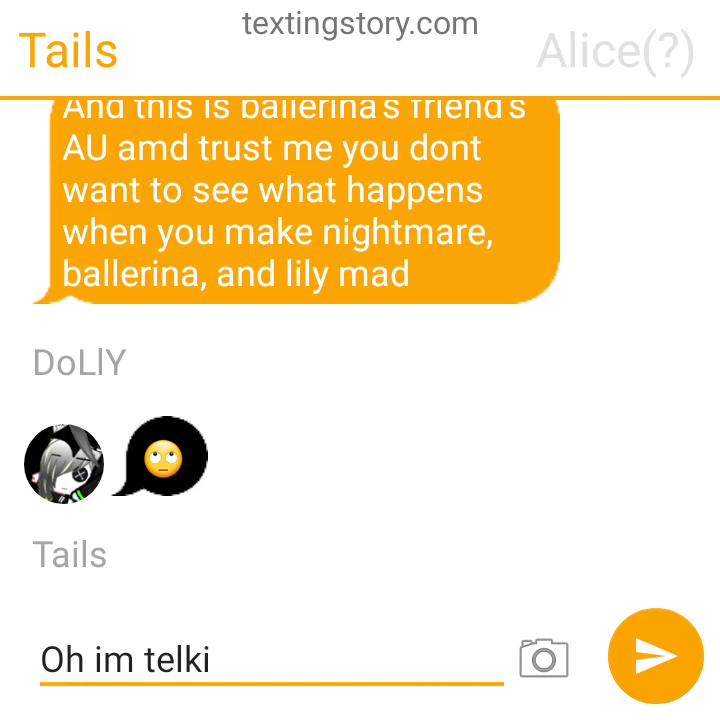 textingstory.com
Tails
Alice(?)
And this is ballerina's friend's
AU amd trust me you dont
want to see what happens
when you make nightmare,
ballerina, and lily mad
DoLlY
Tails
Oh im telki